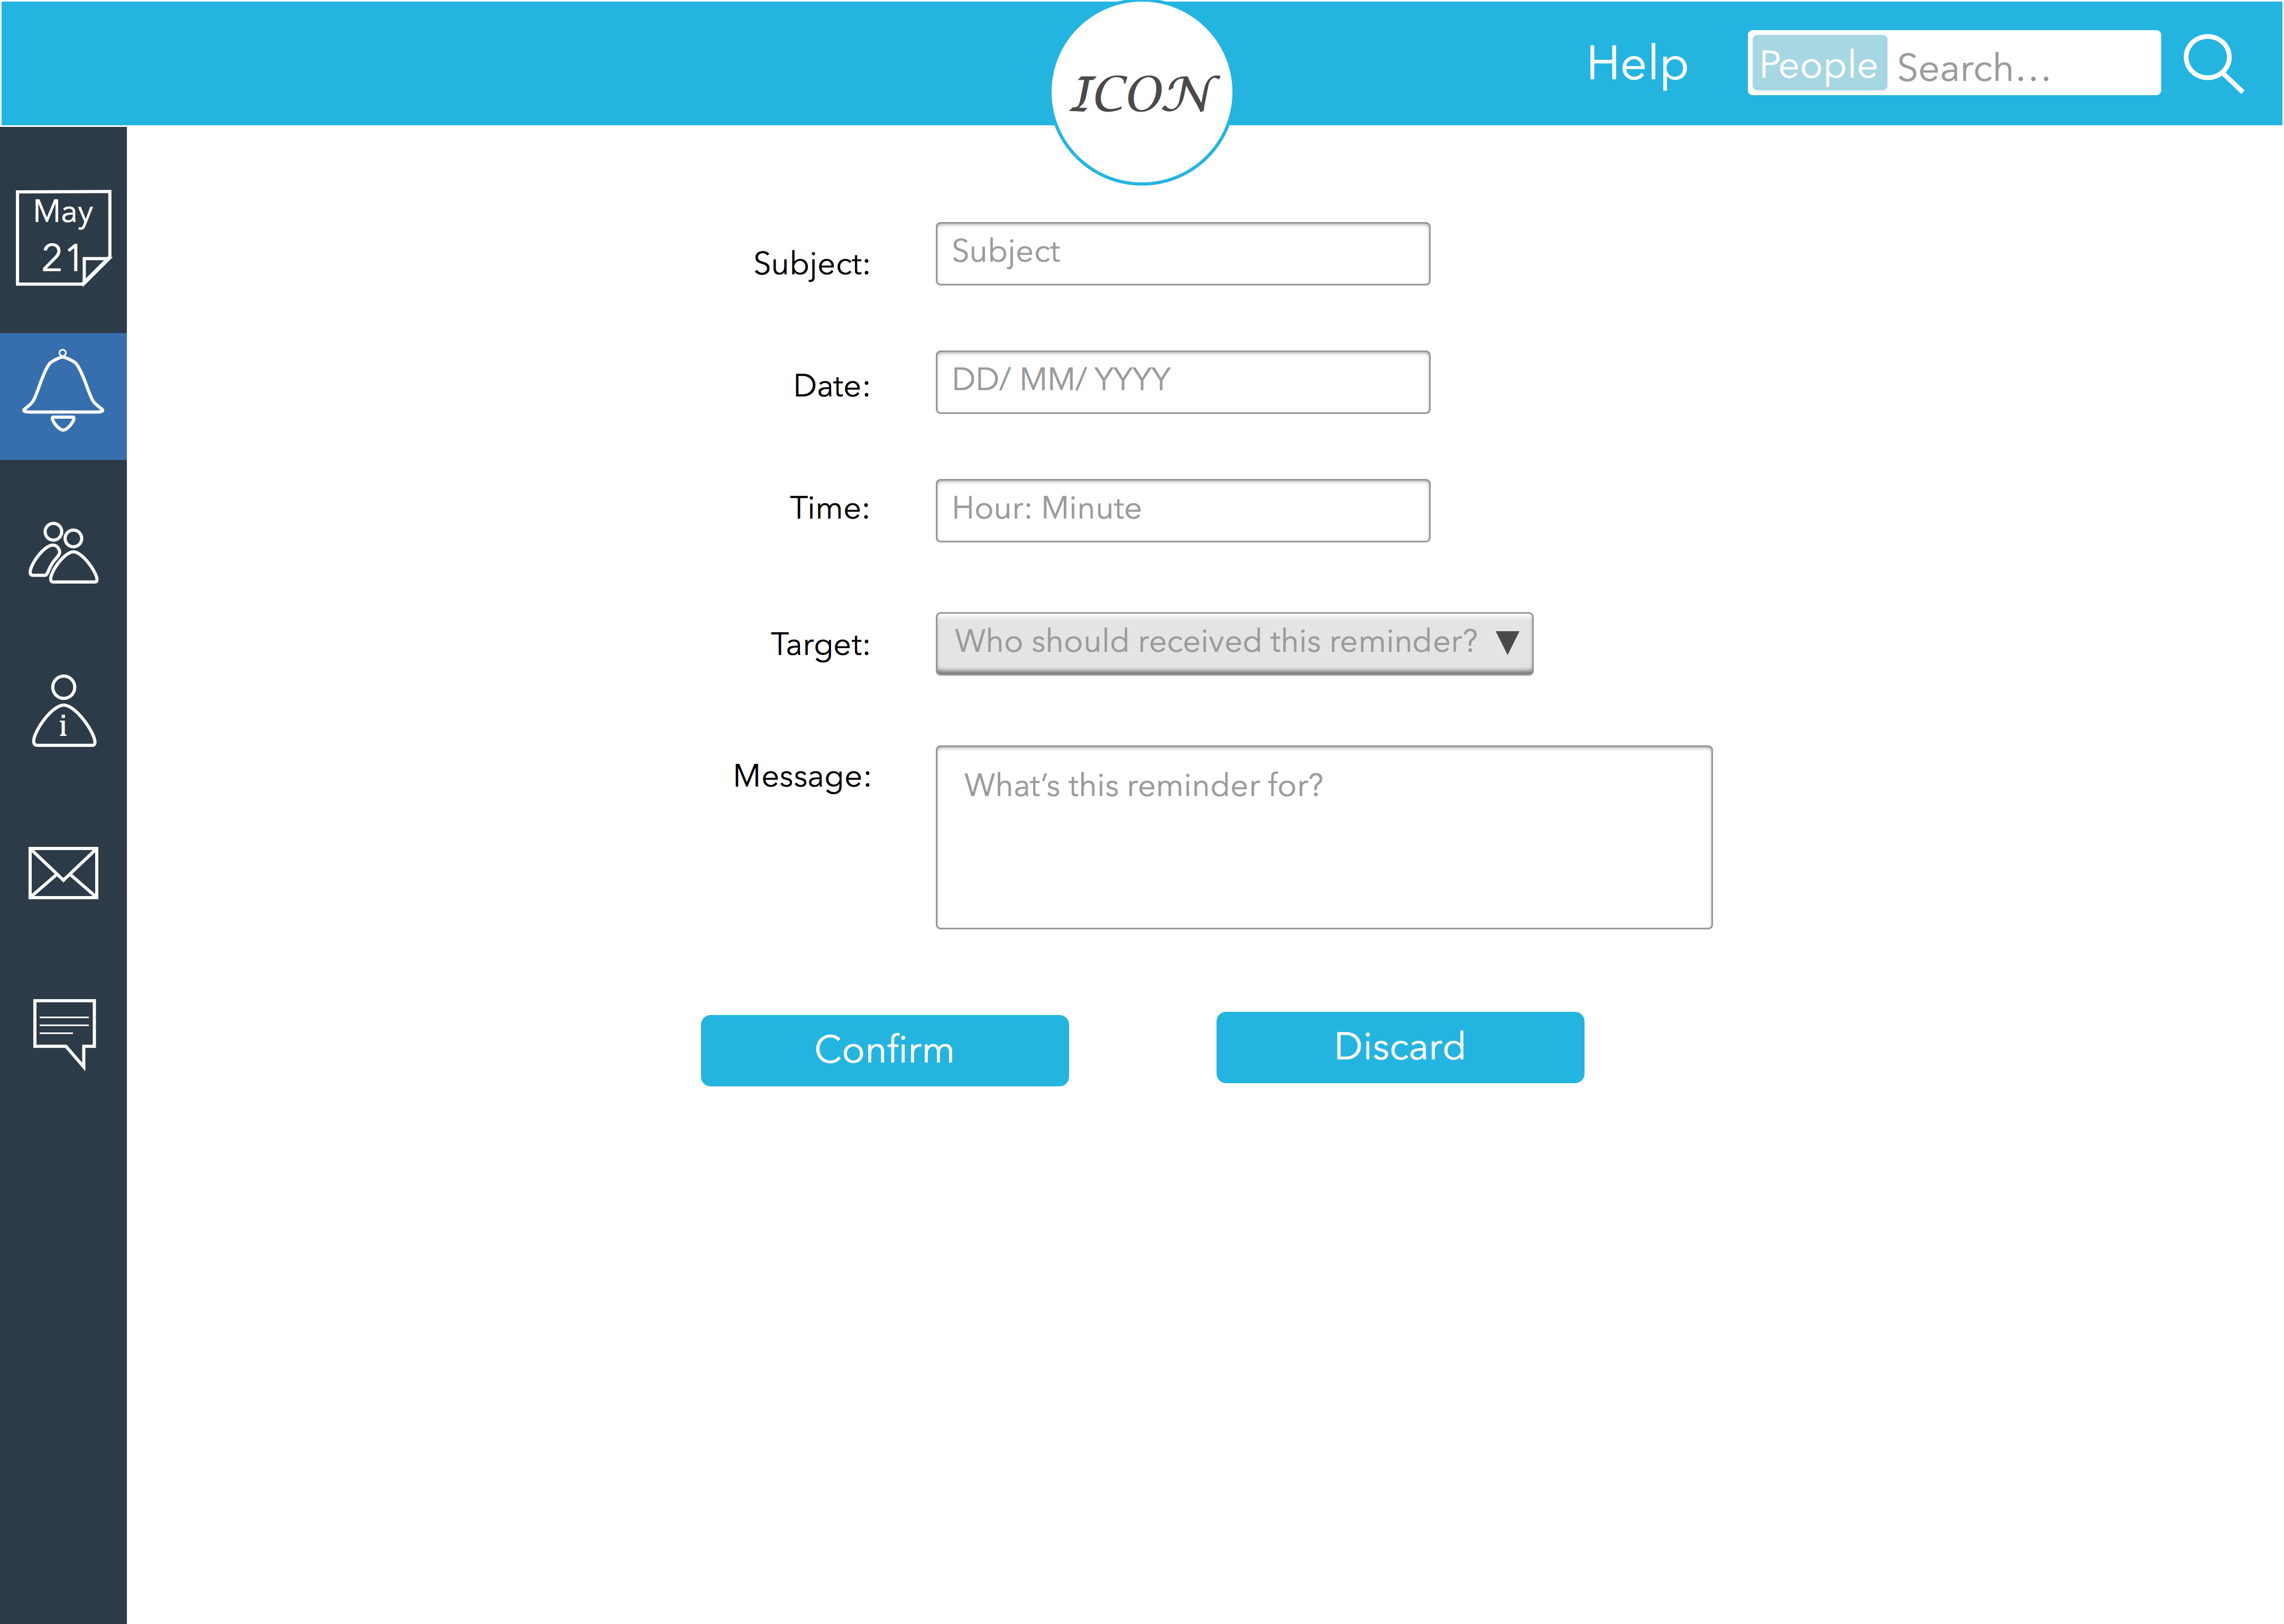 ICON
Help
People Search...
May
21
Subject: Subject
Date: DD/ MM/ YYYY
Time: Hour: Minute
Target: Who should received this reminder?
Message: What's this reminder for?
i
Confirm Discard